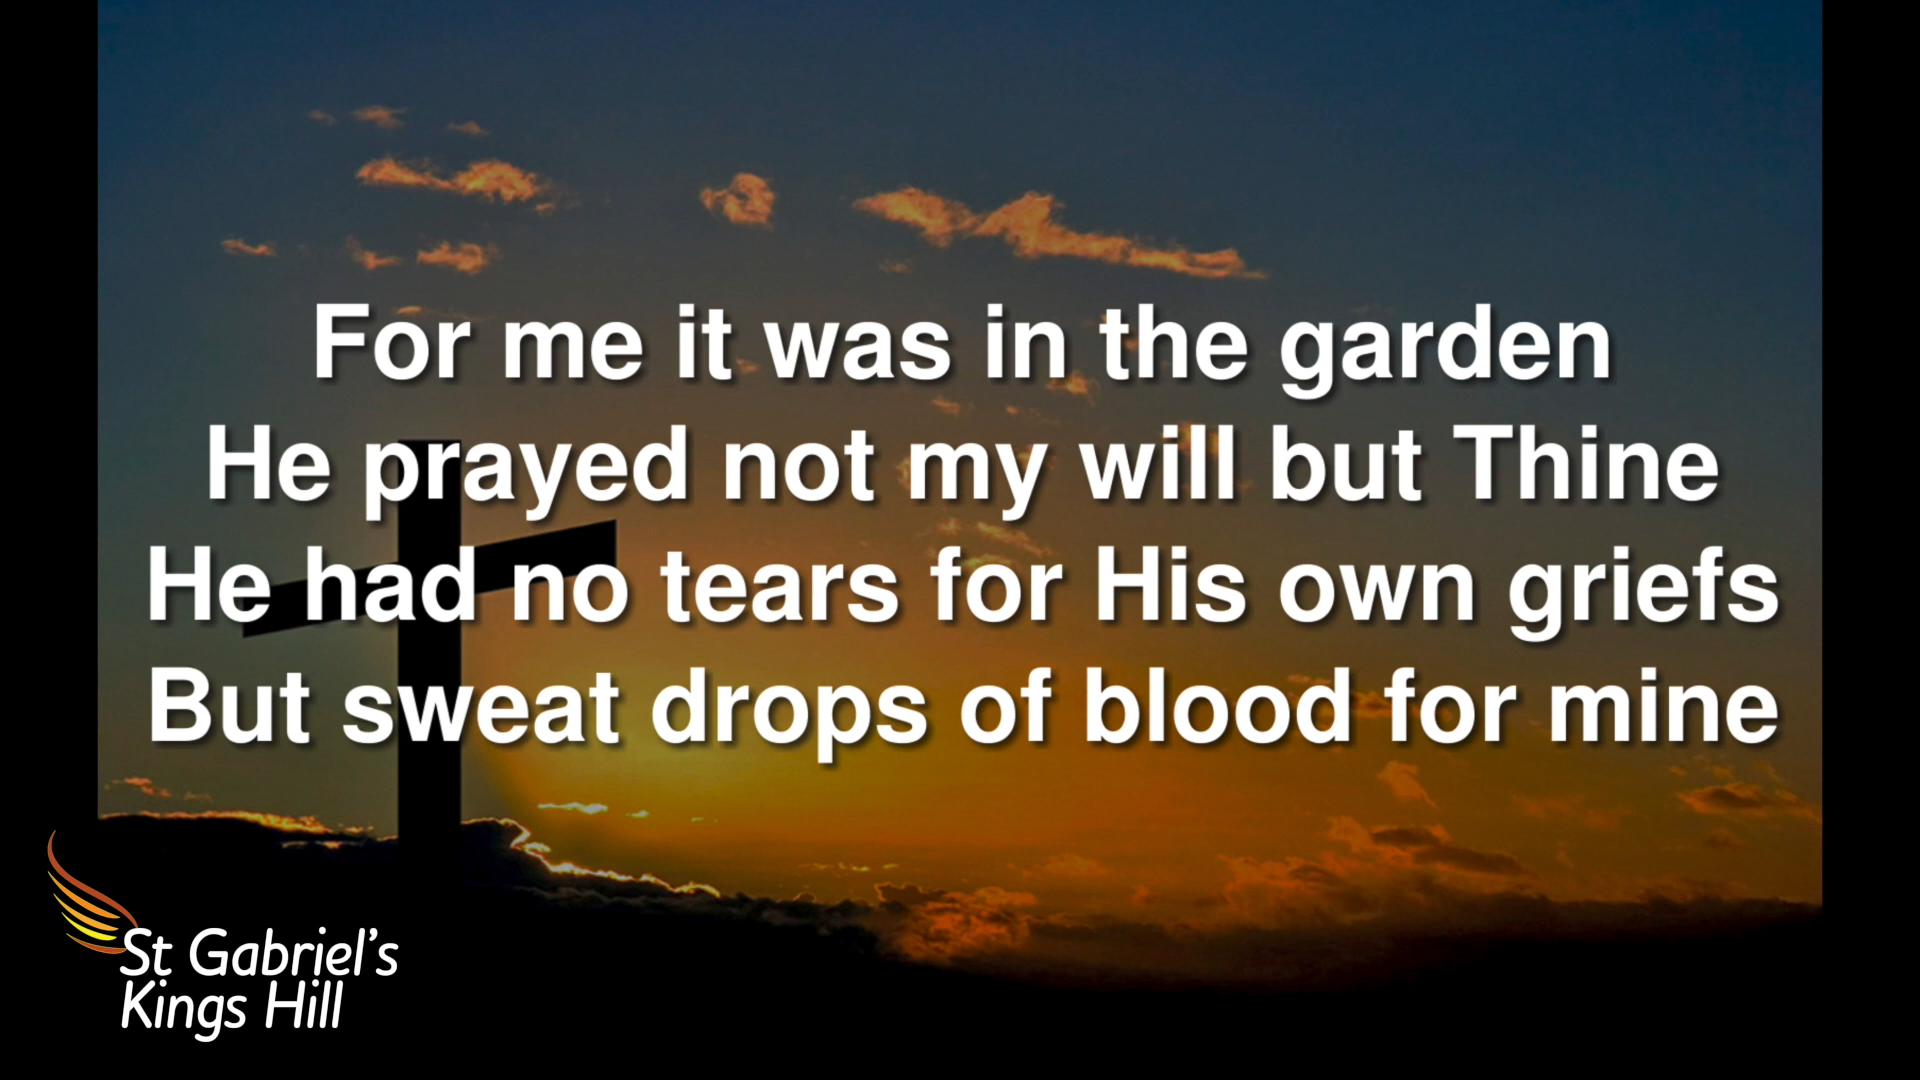 For me it was in the garden
He prayed not my will but Thine
He had no tears for His own griefs
But sweat drops of blood for mine
St Gabriel's
Kings Hill